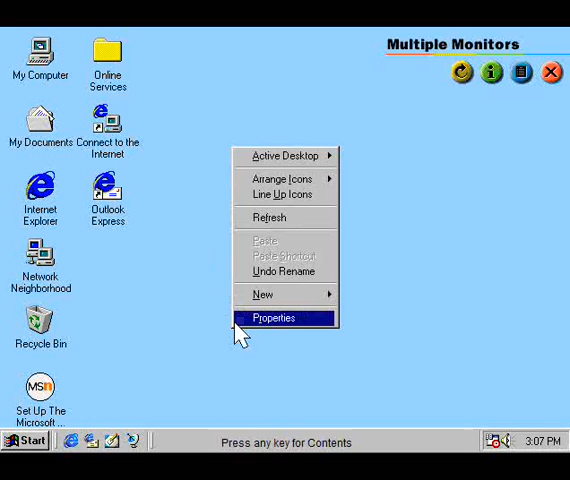 Multiple Monitors
My Computer
Online
Services
My Documents
Connect to the
Internet
Internet
Explorer
Outlook
Express
Network
Neighborhood
Recycle Bin
MSN
Set Up The
Microsoft ...
Active Desktop
Arrange Icons
Line Up Icons
Refresh
Paste
Paste Shortcut
Undo Rename
New
Properties
Start
Press any key for Contents
3:07 PM